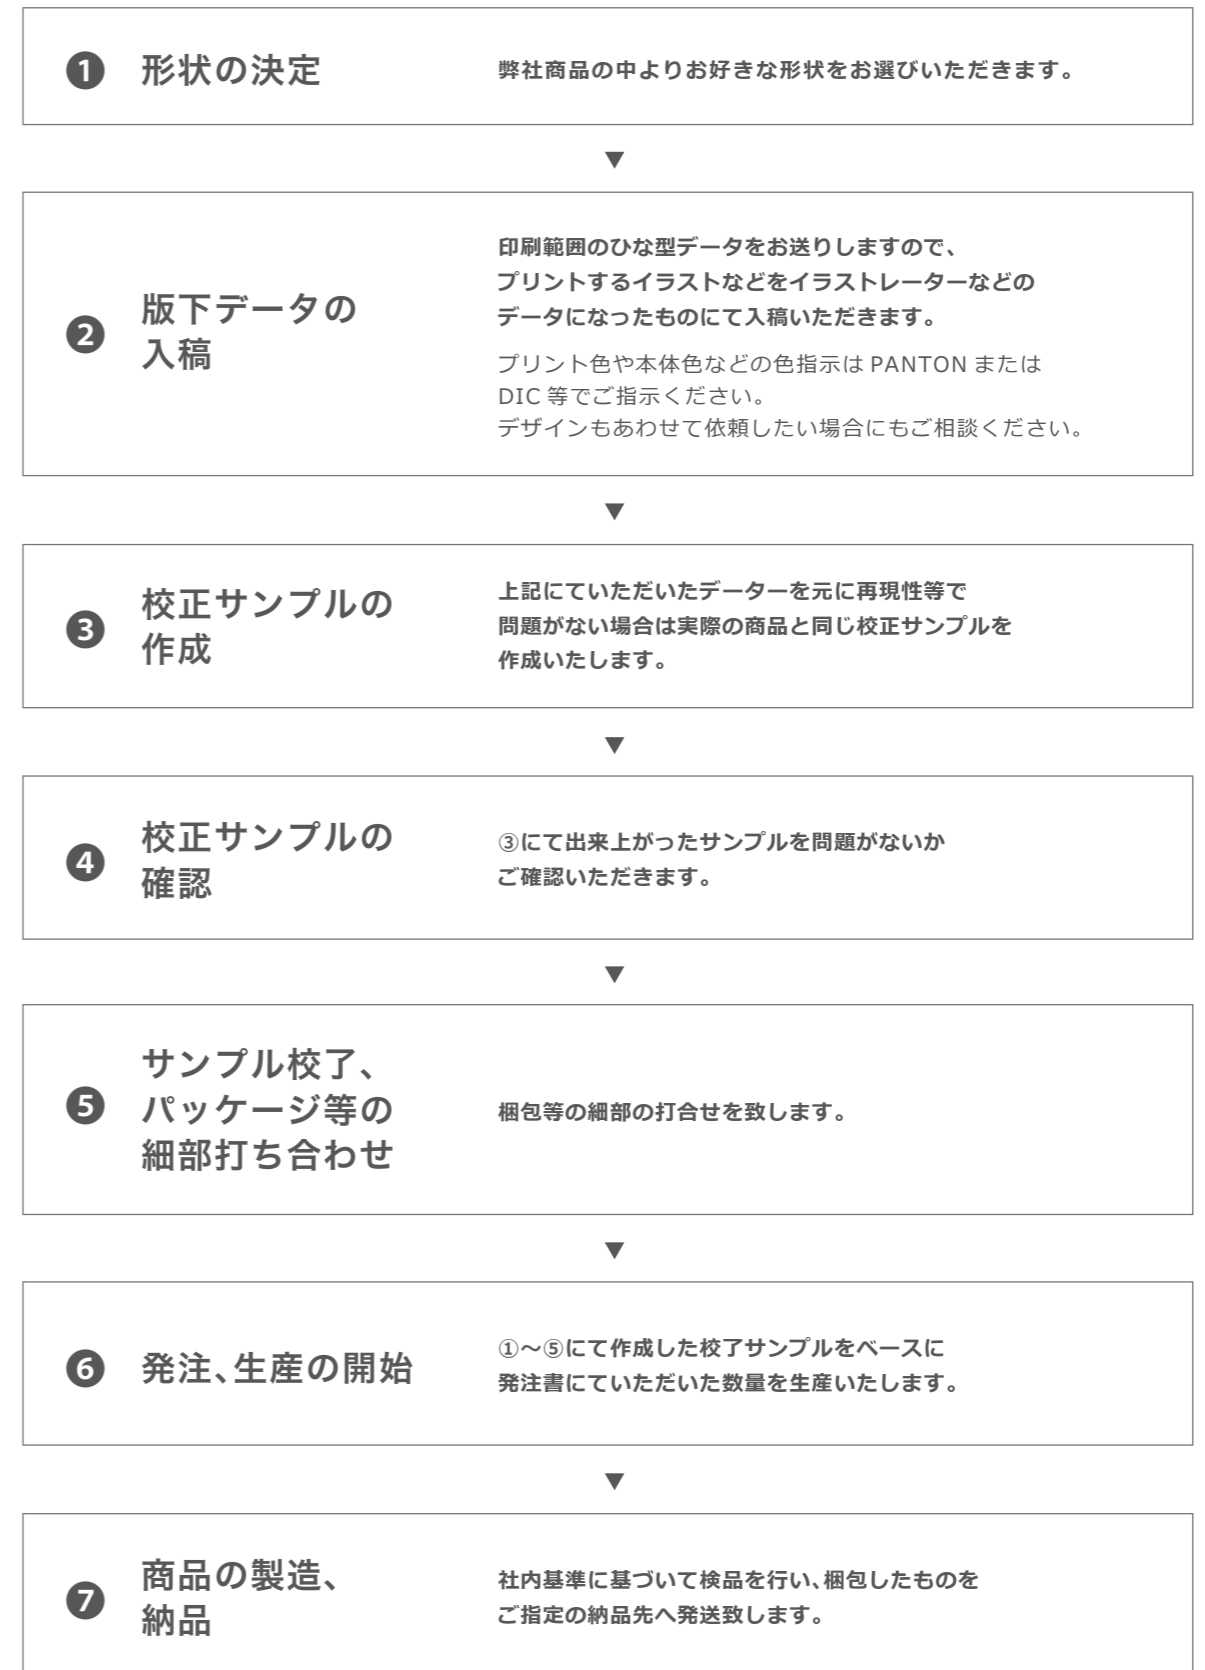 ❶ 形状の決定
弊社商品の中よりお好きな形状をお選びいただきます。
▼
❷ 版下データの
入稿
印刷範囲のひな型データをお送りしますので、
プリントするイラストなどをイラストレーターなどの
データになったものにて入稿いただきます。
プリント色や本体色などの色指示は PANTON または
DIC 等でご指示ください。
デザインもあわせて依頼したい場合にもご相談ください。
▼
❸ 校正サンプルの
作成
上記にていただいたデーターを元に再現性等で
問題がない場合は実際の商品と同じ校正サンプルを
作成いたします。
▼
❹ 校正サンプルの
確認
③にて出来上がったサンプルを問題がないか
ご確認いただきます。
▼
❺ サンプル校了、
パッケージ等の
細部打ち合わせ
梱包等の細部の打合せを致します。
▼
❻ 発注、生産の開始
①〜⑤にて作成した校了サンプルをベースに
発注書にていただいた数量を生産いたします。
▼
❼ 商品の製造、
納品
社内基準に基づいて検品を行い、梱包したものを
ご指定の納品先へ発送致します。